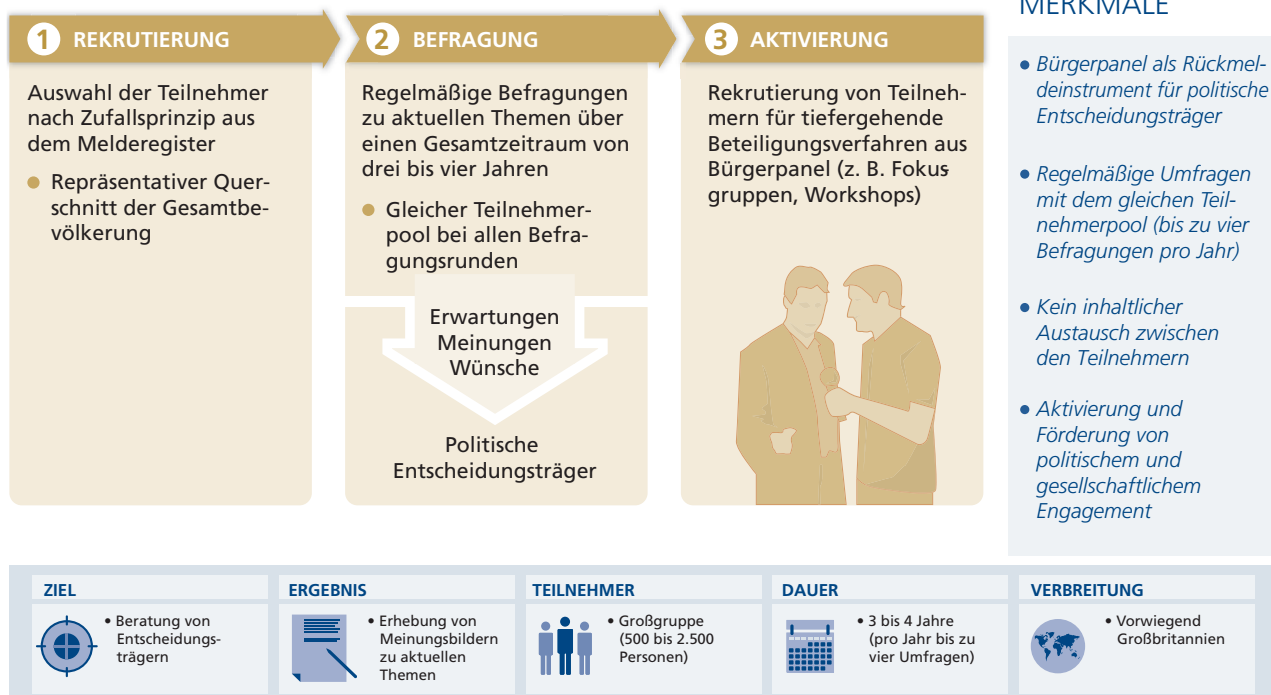 1 REKRUTIERUNG
Auswahl der Teilnehmer
nach Zufallsprinzip aus
dem Melderegister
● Repräsentativer Quer-
schnitt der Gesamtbe-
völkerung
2 BEFRAGUNG
Regelmäßige Befragungen
zu aktuellen Themen über
einen Gesamtzeitraum von
drei bis vier Jahren
● Gleicher Teilnehmer-
pool bei allen Befra-
gungsrunden
Erwartungen
Meinungen
Wünsche
Politische
Entscheidungsträger
3 AKTIVIERUNG
Rekrutierung von Teilneh-
mern für tiefergehende
Beteiligungsverfahren aus
Bürgerpanel (z. B. Fokus-
gruppen, Workshops)
MERKMALE
● Bürgerpanel als Rückmel-
deinstrument für politische
Entscheidungsträger
● Regelmäßige Umfragen
mit dem gleichen Teil-
nehmerpool (bis zu vier
Befragungen pro Jahr)
● Kein inhaltlicher
Austausch zwischen
den Teilnehmern
● Aktivierung und
Förderung von
politischem und
gesellschaftlichem
Engagement
ZIEL
• Beratung von
Entscheidungs-
trägern
ERGEBNIS
• Erhebung von
Meinungsbildern
zu aktuellen
Themen
TEILNEHMER
• Großgruppe
(500 bis 2.500
Personen)
DAUER
• 3 bis 4 Jahre
(pro Jahr bis zu
vier Umfragen)
VERBREITUNG
• Vorwiegend
Großbritannien